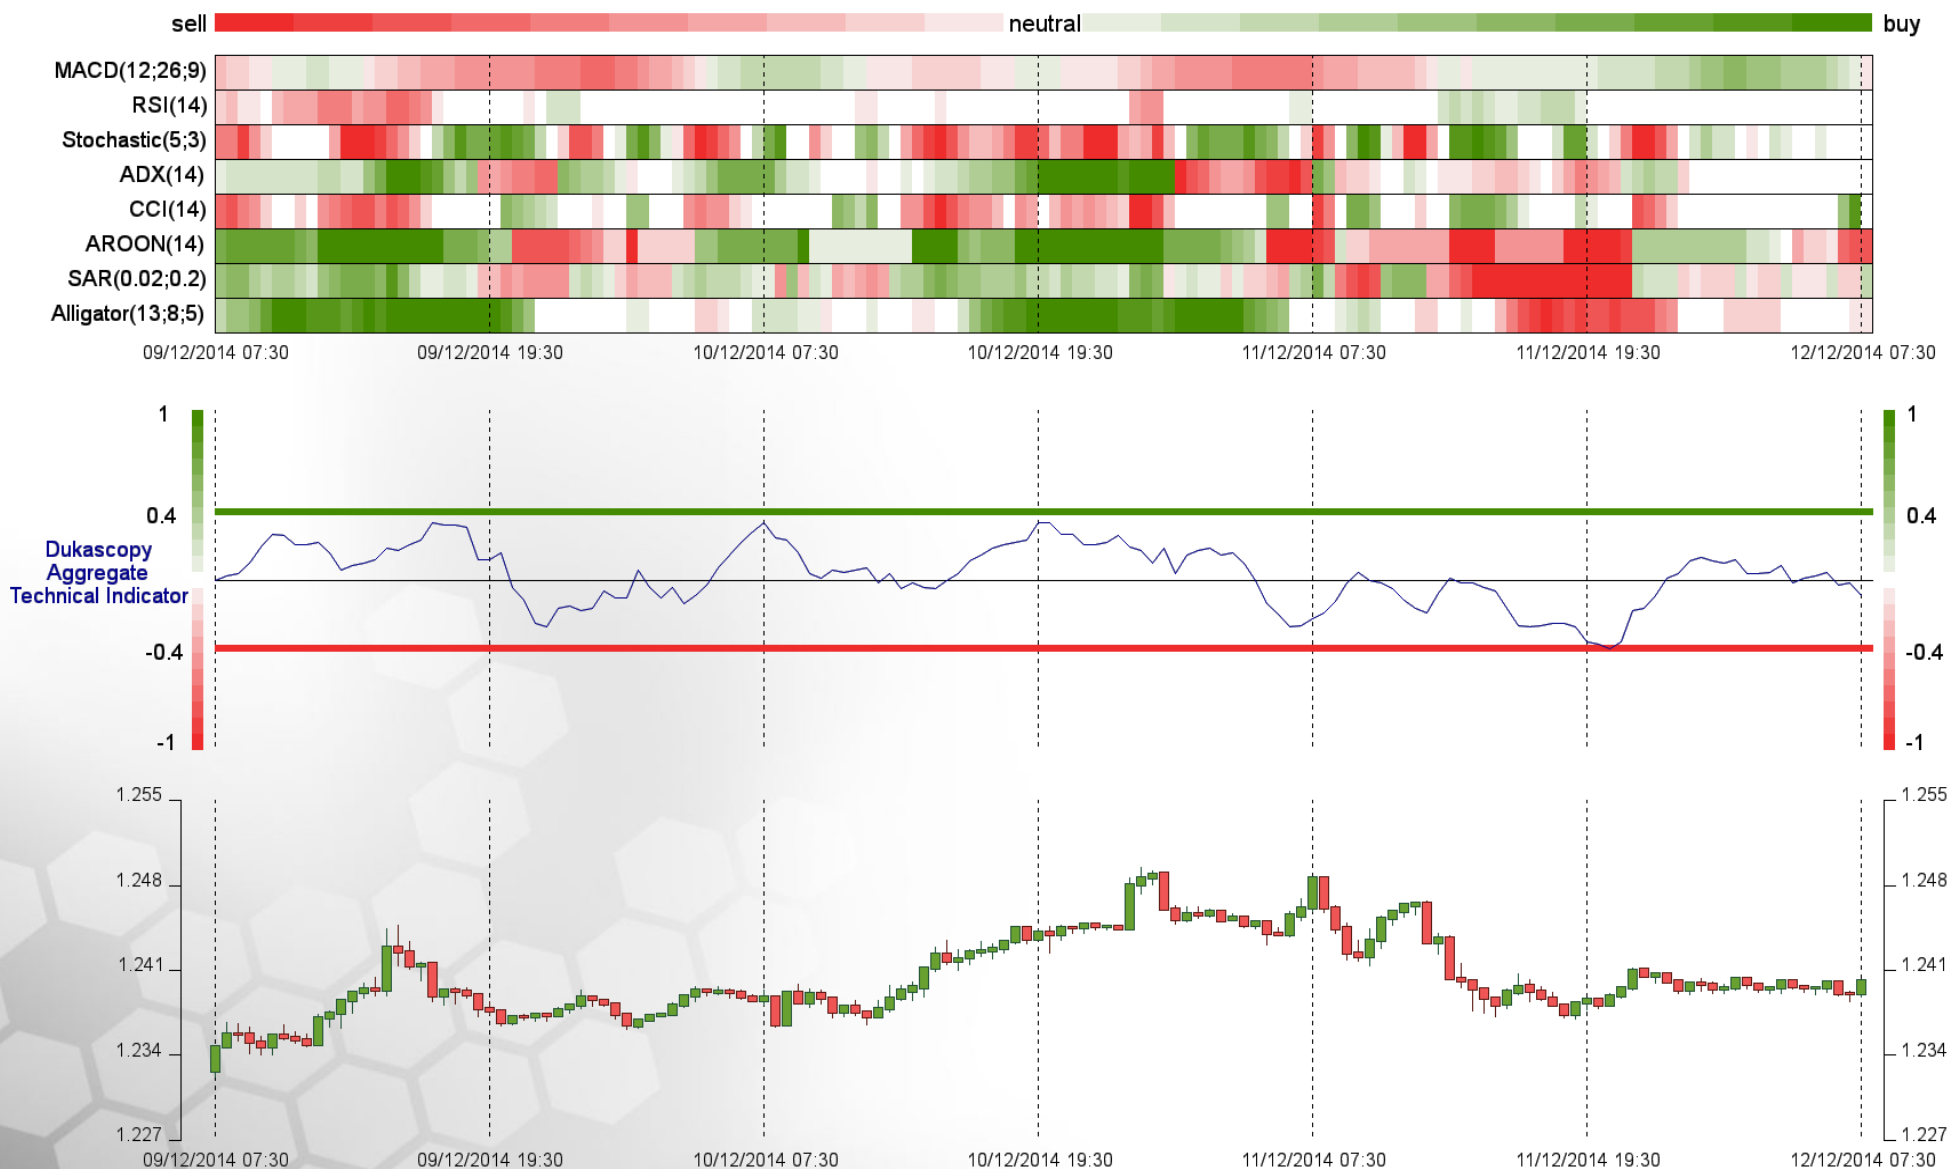 sell neutral buy
MACD(12;26;9)
RSI(14)
Stochastic(5;3)
ADX(14)
CCI(14)
AROON(14)
SAR(0.02;0.2)
Alligator(13;8;5)
09/12/2014 07:30 09/12/2014 19:30 10/12/2014 07:30 10/12/2014 19:30 11/12/2014 07:30 11/12/2014 19:30 12/12/2014 07:30
1 1
0.4 0.4
Dukascopy
Aggregate
Technical Indicator
-0.4 -0.4
-1 -1
1.255 1.255
1.248 1.248
1.241 1.241
1.234 1.234
1.227 1.227
09/12/2014 07:30 09/12/2014 19:30 10/12/2014 07:30 10/12/2014 19:30 11/12/2014 07:30 11/12/2014 19:30 12/12/2014 07:30